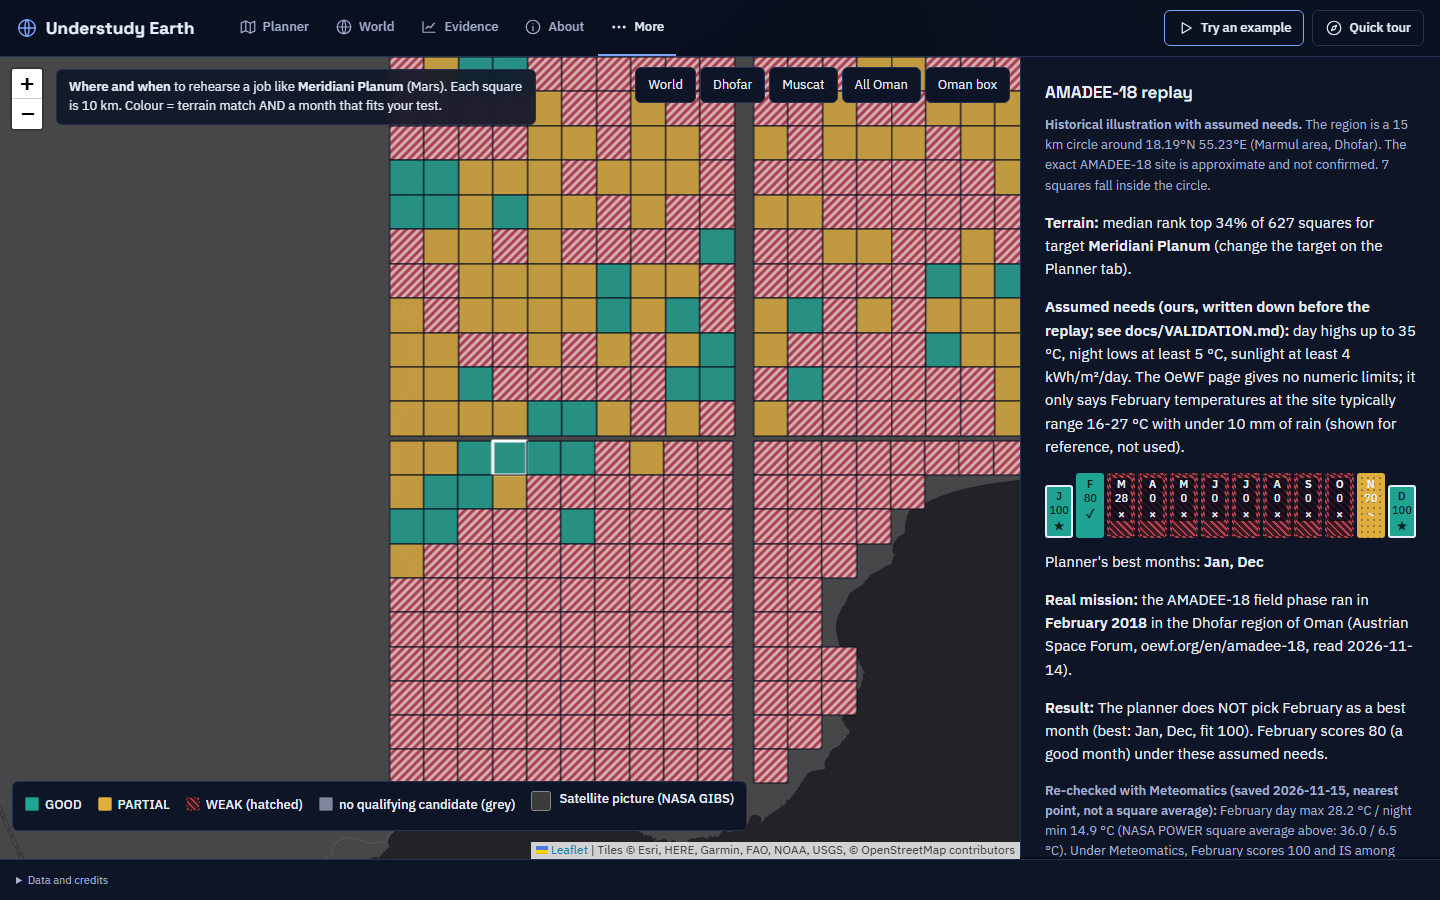 Understudy Earth
Planner
World
Evidence
About
More
Try an example
Quick tour
+
−
Where and when to rehearse a job like Meridiani Planum (Mars). Each square
is 10 km. Colour = terrain match AND a month that fits your test.
World
Dhofar
Muscat
All Oman
Oman box
GOOD
PARTIAL
WEAK (hatched)
no qualifying candidate (grey)
Satellite picture (NASA GIBS)
Leaflet | Tiles © Esri, HERE, Garmin, FAO, NOAA, USGS, © OpenStreetMap contributors
AMADEE-18 replay
Historical illustration with assumed needs. The region is a 15
km circle around 18.19°N 55.23°E (Marmul area, Dhofar). The
exact AMADEE-18 site is approximate and not confirmed. 7
squares fall inside the circle.
Terrain: median rank top 34% of 627 squares for
target Meridiani Planum (change the target on the
Planner tab).
Assumed needs (ours, written down before the
replay; see docs/VALIDATION.md): day highs up to 35
°C, night lows at least 5 °C, sunlight at least 4
kWh/m²/day. The OeWF page gives no numeric limits; it
only says February temperatures at the site typically
range 16-27 °C with under 10 mm of rain (shown for
reference, not used).
J F M A M J J A S O N D
100 80 28 0 0 0 0 0 0 0 70 100
★ ✓ × × × × × × × × ~ ★
Planner's best months: Jan, Dec
Real mission: the AMADEE-18 field phase ran in
February 2018 in the Dhofar region of Oman (Austrian
Space Forum, oewf.org/en/amadee-18, read 2026-11-
14).
Result: The planner does NOT pick February as a best
month (best: Jan, Dec, fit 100). February scores 80 (a
good month) under these assumed needs.
Re-checked with Meteomatics (saved 2026-11-15, nearest
point, not a square average): February day max 28.2 °C / night
min 14.9 °C (NASA POWER square average above: 36.0 / 6.5
°C). Under Meteomatics, February scores 100 and IS among
Data and credits